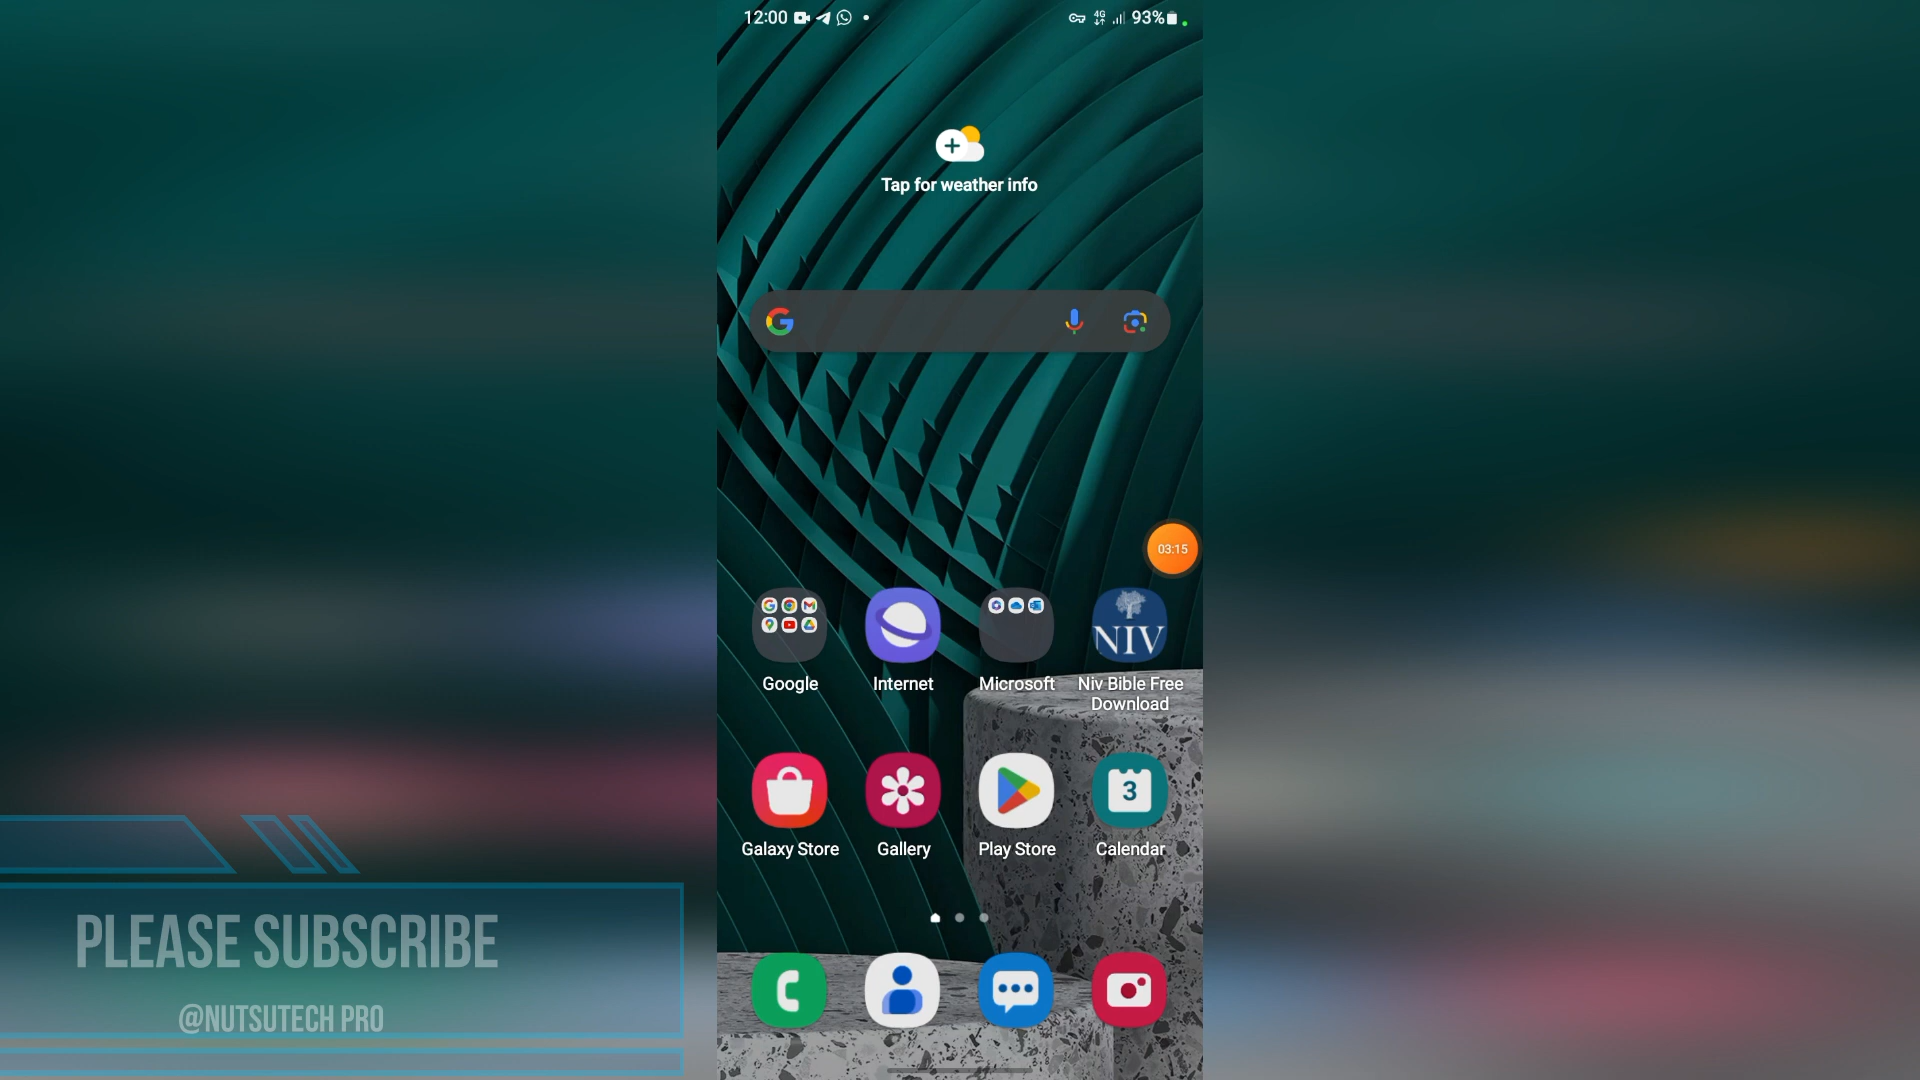 12:00
4G 93%
Tap for weather info
03:15
NIV
Google Internet Microsoft Niv Bible Free Download
3
Galaxy Store Gallery Play Store Calendar
PLEASE SUBSCRIBE
@NUTSUTECH PRO